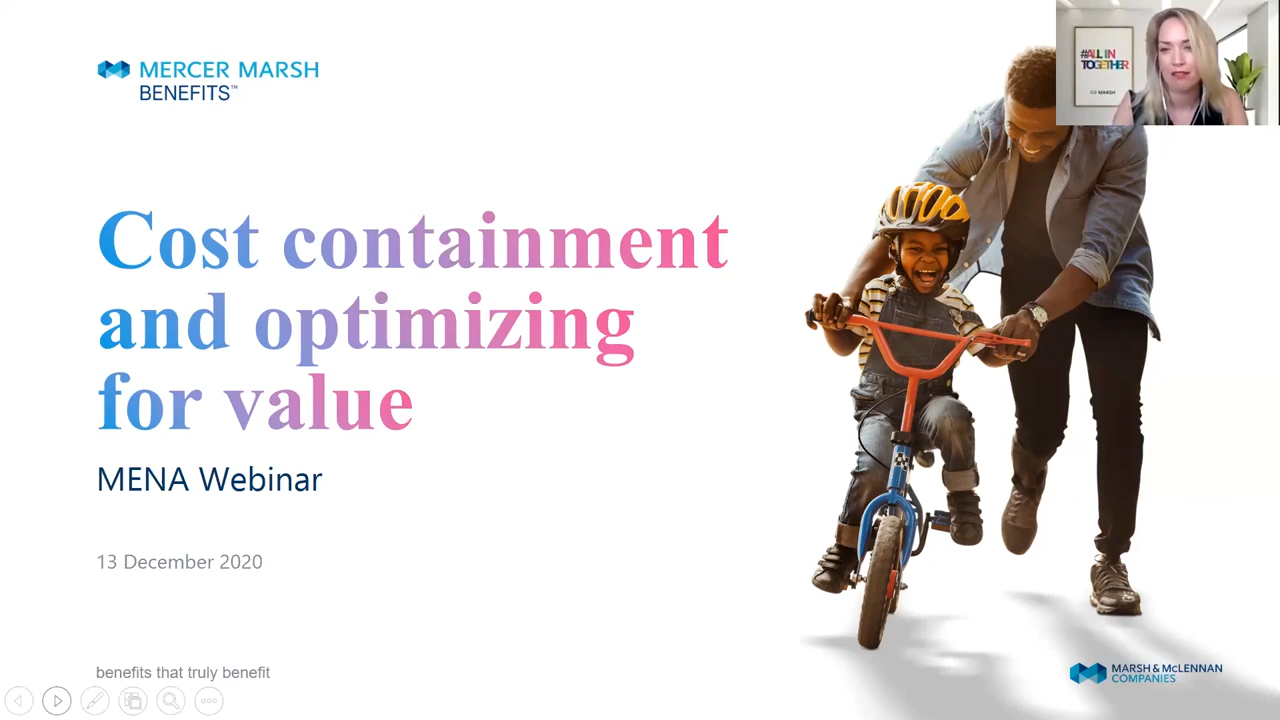 MERCER MARSH
BENEFITS™
#ALL IN
TOGETHER
MARSH
Cost containment
and optimizing
for value
MENA Webinar
13 December 2020
benefits that truly benefit
MARSH & McLENNAN
COMPANIES